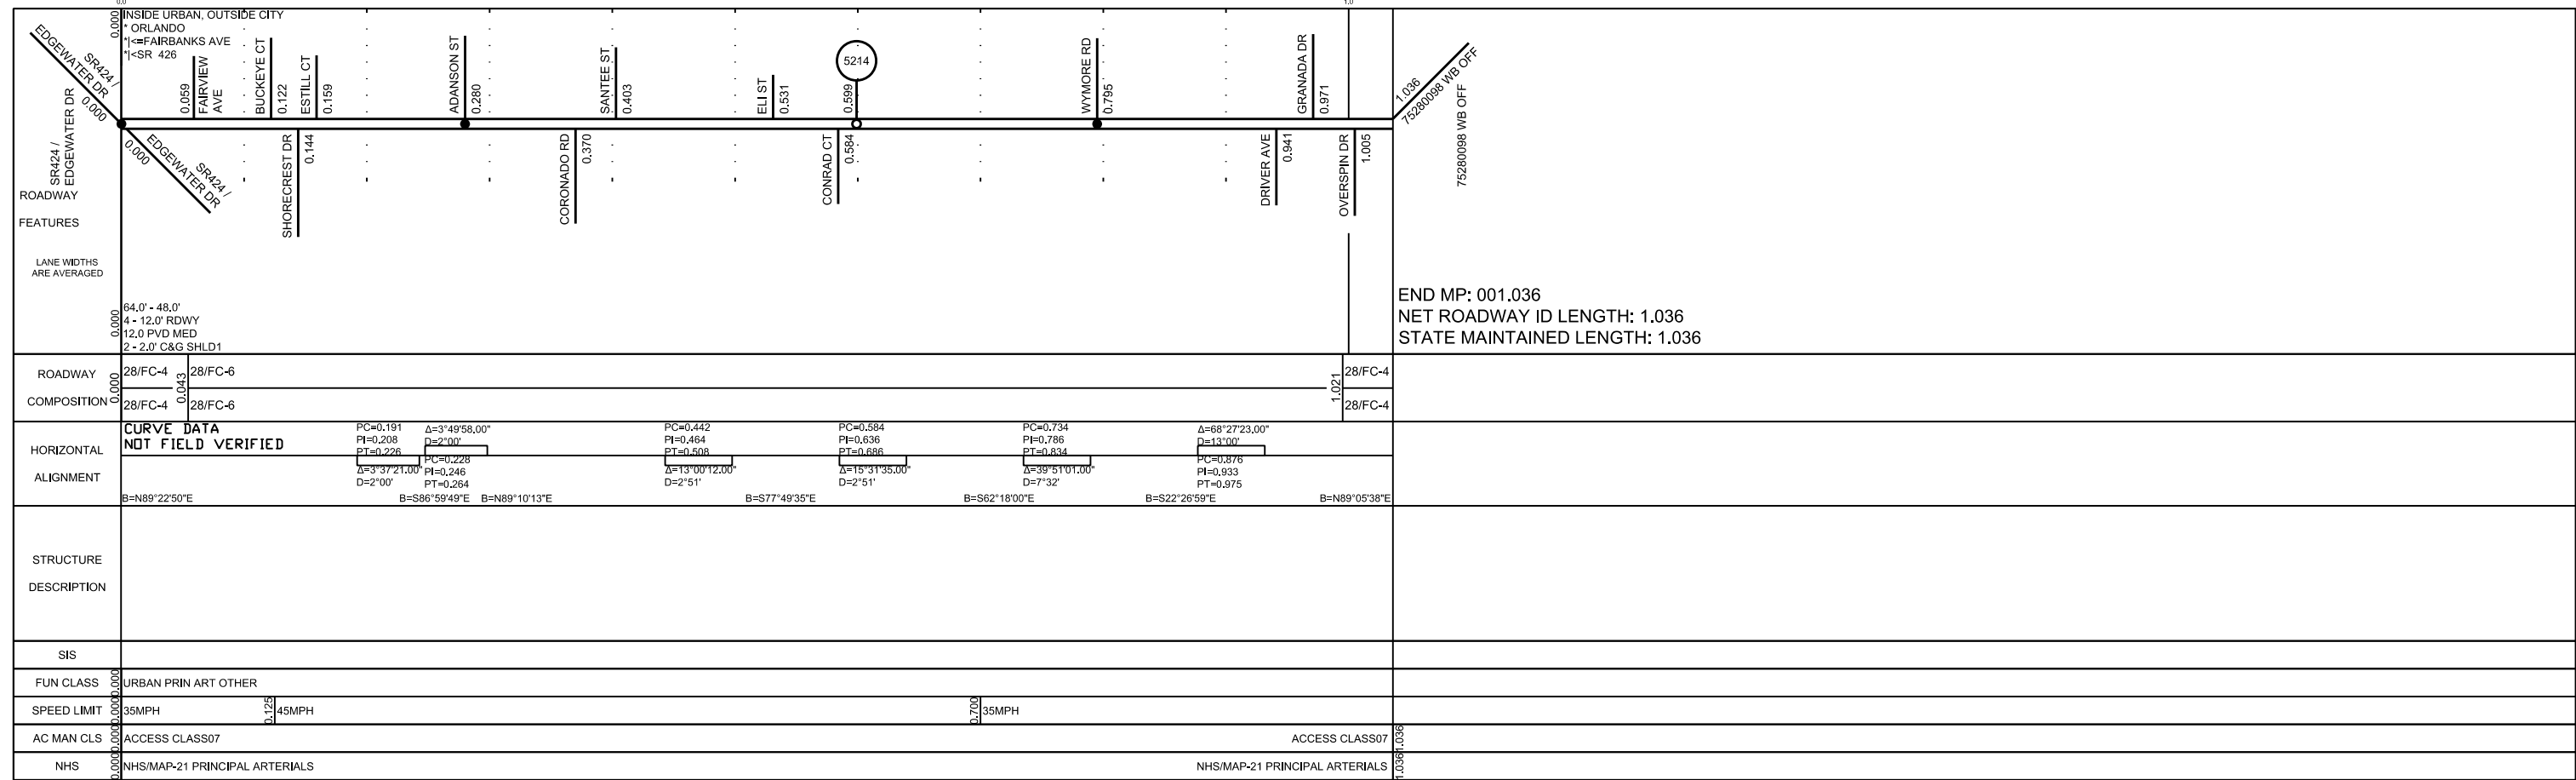 0.0
1.0
0.000
INSIDE URBAN, OUTSIDE CITY
* ORLANDO
*|<=FAIRBANKS AVE
*|<SR 426
SR424 /
EDGEWATER DR
0.000
SR424 /
EDGEWATER DR
0.000
SR424 /
EDGEWATER DR
0.059
FAIRVIEW
AVE
BUCKEYE CT
0.122
ESTILL CT
0.159
ADANSON ST
0.280
SANTEE ST
0.403
ELI ST
0.531
5214
0.599
WYMORE RD
0.795
GRANADA DR
0.971
1.036
75280098 WB OFF
75280098 WB OFF
SHORECREST DR
0.144
CORONADO RD
0.370
CONRAD CT
0.584
DRIVER AVE
0.941
OVERSPIN DR
1.005
ROADWAY
FEATURES
LANE WIDTHS
ARE AVERAGED
0.000
64.0' - 48.0'
4 - 12.0' RDWY
12.0 PVD MED
2 - 2.0' C&G SHLD1
END MP: 001.036
NET ROADWAY ID LENGTH: 1.036
STATE MAINTAINED LENGTH: 1.036
ROADWAY
COMPOSITION
0.000
28/FC-4
28/FC-4
0.043
28/FC-6
28/FC-6
1.021
28/FC-4
28/FC-4
HORIZONTAL
ALIGNMENT
CURVE DATA
NOT FIELD VERIFIED
PC=0.191
PI=0.208
PT=0.226
Δ=3°37'21.00"
D=2°00'
Δ=3°49'58.00"
D=2°00'
PC=0.228
PI=0.246
PT=0.264
PC=0.442
PI=0.464
PT=0.508
Δ=13°00'12.00"
D=2°51'
PC=0.584
PI=0.636
PT=0.686
Δ=15°31'35.00"
D=2°51'
PC=0.734
PI=0.786
PT=0.834
Δ=39°51'01.00"
D=7°32'
Δ=68°27'23.00"
D=13°00'
PC=0.876
PI=0.933
PT=0.975
B=N89°22'50"E
B=S86°59'49"E
B=N89°10'13"E
B=S77°49'35"E
B=S62°18'00"E
B=S22°26'59"E
B=N89°05'38"E
STRUCTURE
DESCRIPTION
SIS
FUN CLASS
0.000
URBAN PRIN ART OTHER
SPEED LIMIT
0.000
35MPH
0.125
45MPH
0.700
35MPH
AC MAN CLS
0.000
ACCESS CLASS07
ACCESS CLASS07
1.036
NHS
0.000
NHS/MAP-21 PRINCIPAL ARTERIALS
NHS/MAP-21 PRINCIPAL ARTERIALS
1.036